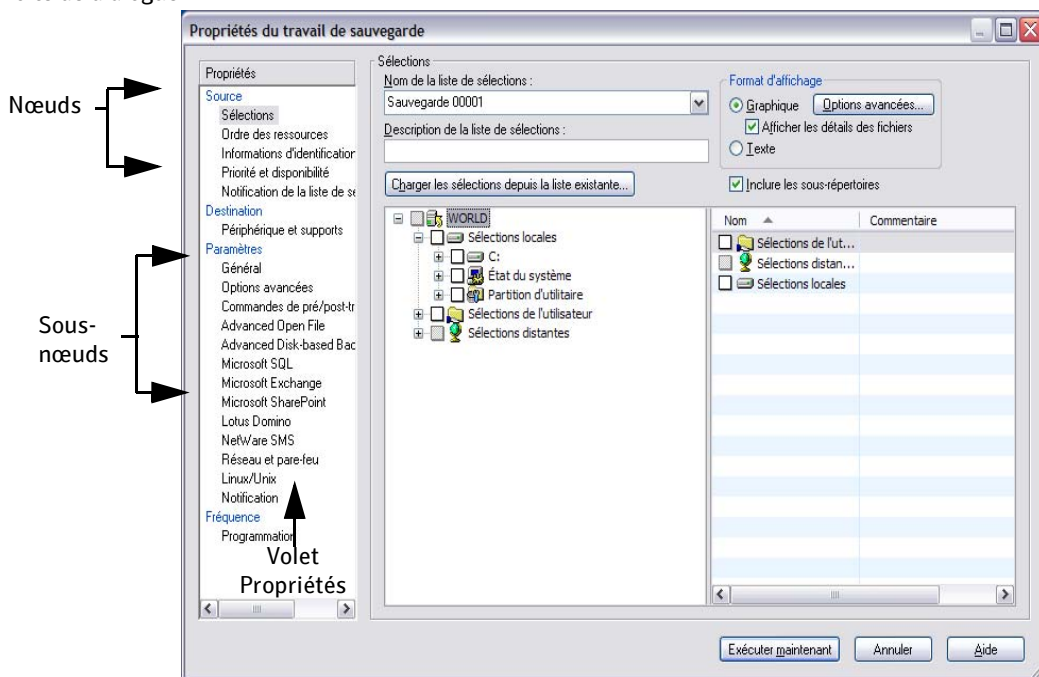 Propriétés du travail de sauvegarde
Nœuds
Sous-
nœuds
Propriétés
Source
Sélections
Ordre des ressources
Informations d'identification
Priorité et disponibilité
Notification de la liste de sé
Destination
Périphérique et supports
Paramètres
Général
Options avancées
Commandes de pré/post-tr
Advanced Open File
Advanced Disk-based Bac
Microsoft SQL
Microsoft Exchange
Microsoft SharePoint
Lotus Domino
NetWare SMS
Réseau et pare-feu
Linux/Unix
Notification
Fréquence
Programmation
Volet
Propriétés
Sélections
Nom de la liste de sélections :
Sauvegarde 00001
Description de la liste de sélections :
Charger les sélections depuis la liste existante...
Format d'affichage
Graphique
Options avancées...
Afficher les détails des fichiers
Texte
Inclure les sous-répertoires
WORLD
Sélections locales
C:
État du système
Partition d'utilitaire
Sélections de l'utilisateur
Sélections distantes
Nom
Commentaire
Sélections de l'ut...
Sélections distan...
Sélections locales
Exécuter maintenant
Annuler
Aide